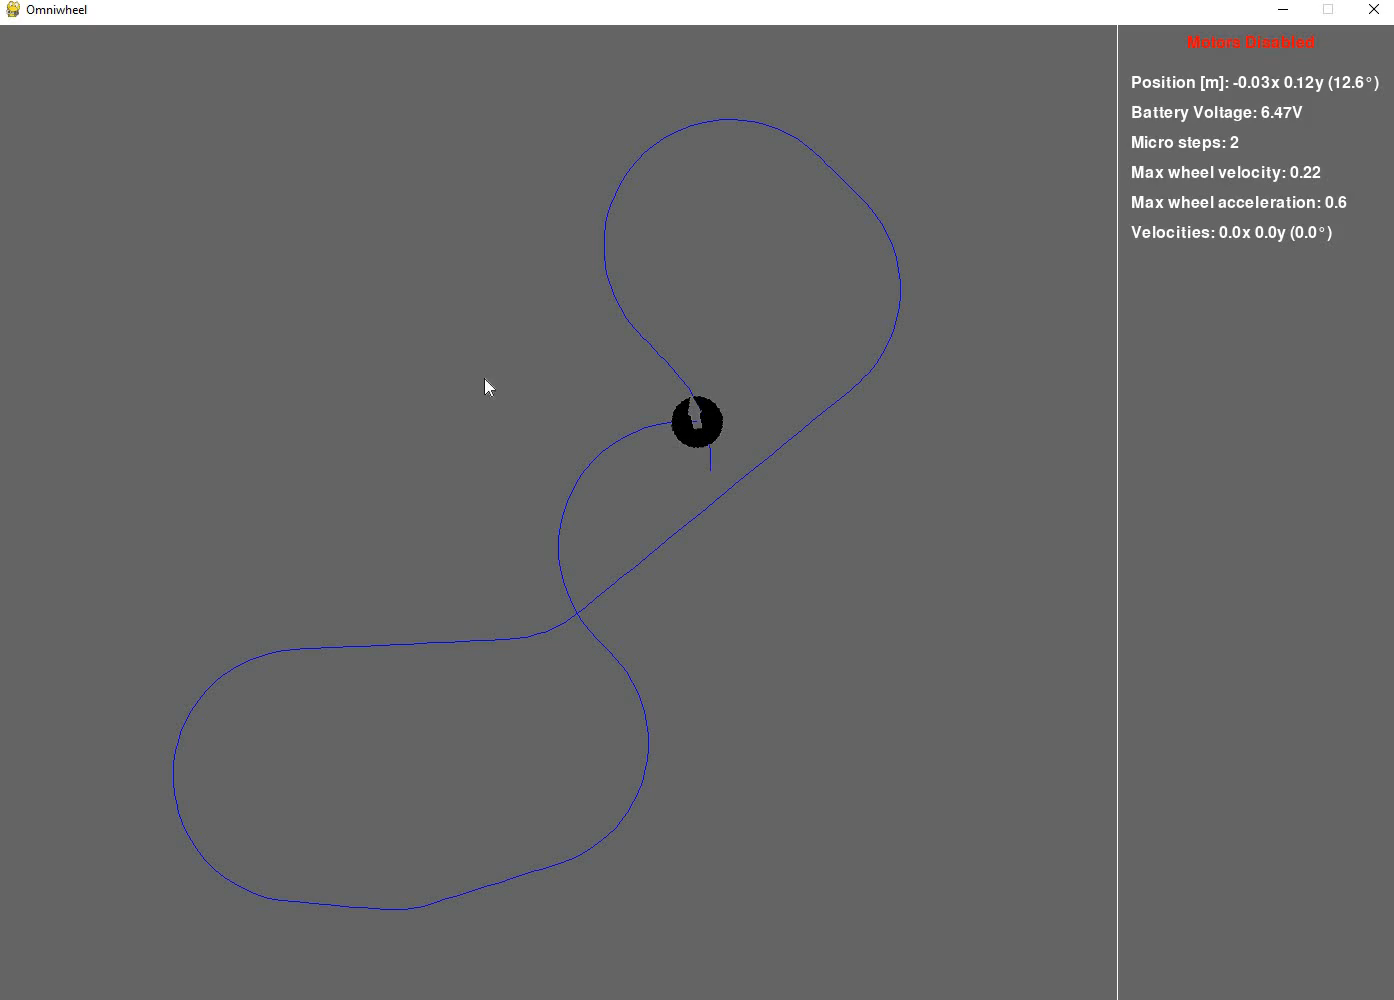 Omniwheel
Motors Disabled
Position [m]: -0.03x 0.12y (12.6°)
Battery Voltage: 6.47V
Micro steps: 2
Max wheel velocity: 0.22
Max wheel acceleration: 0.6
Velocities: 0.0x 0.0y (0.0°)